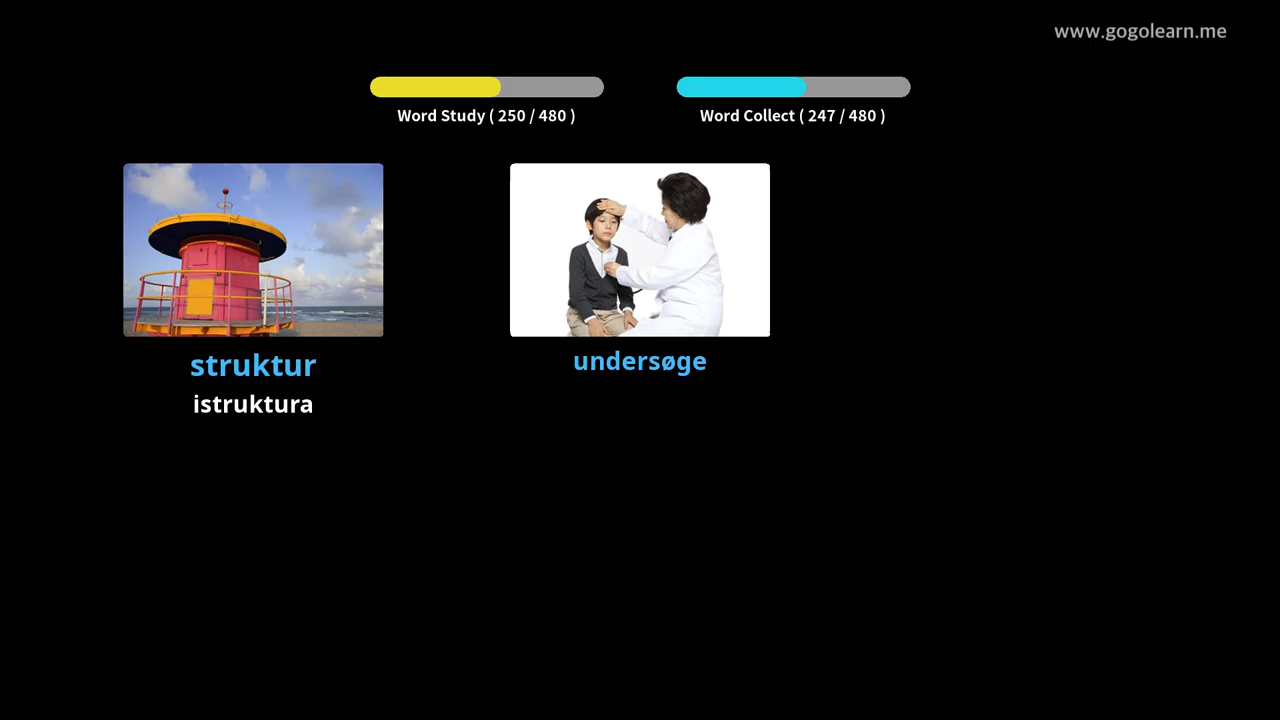 www.gogolearn.me
Word Study ( 250 / 480 )
Word Collect ( 247 / 480 )
struktur
istruktura
undersøge